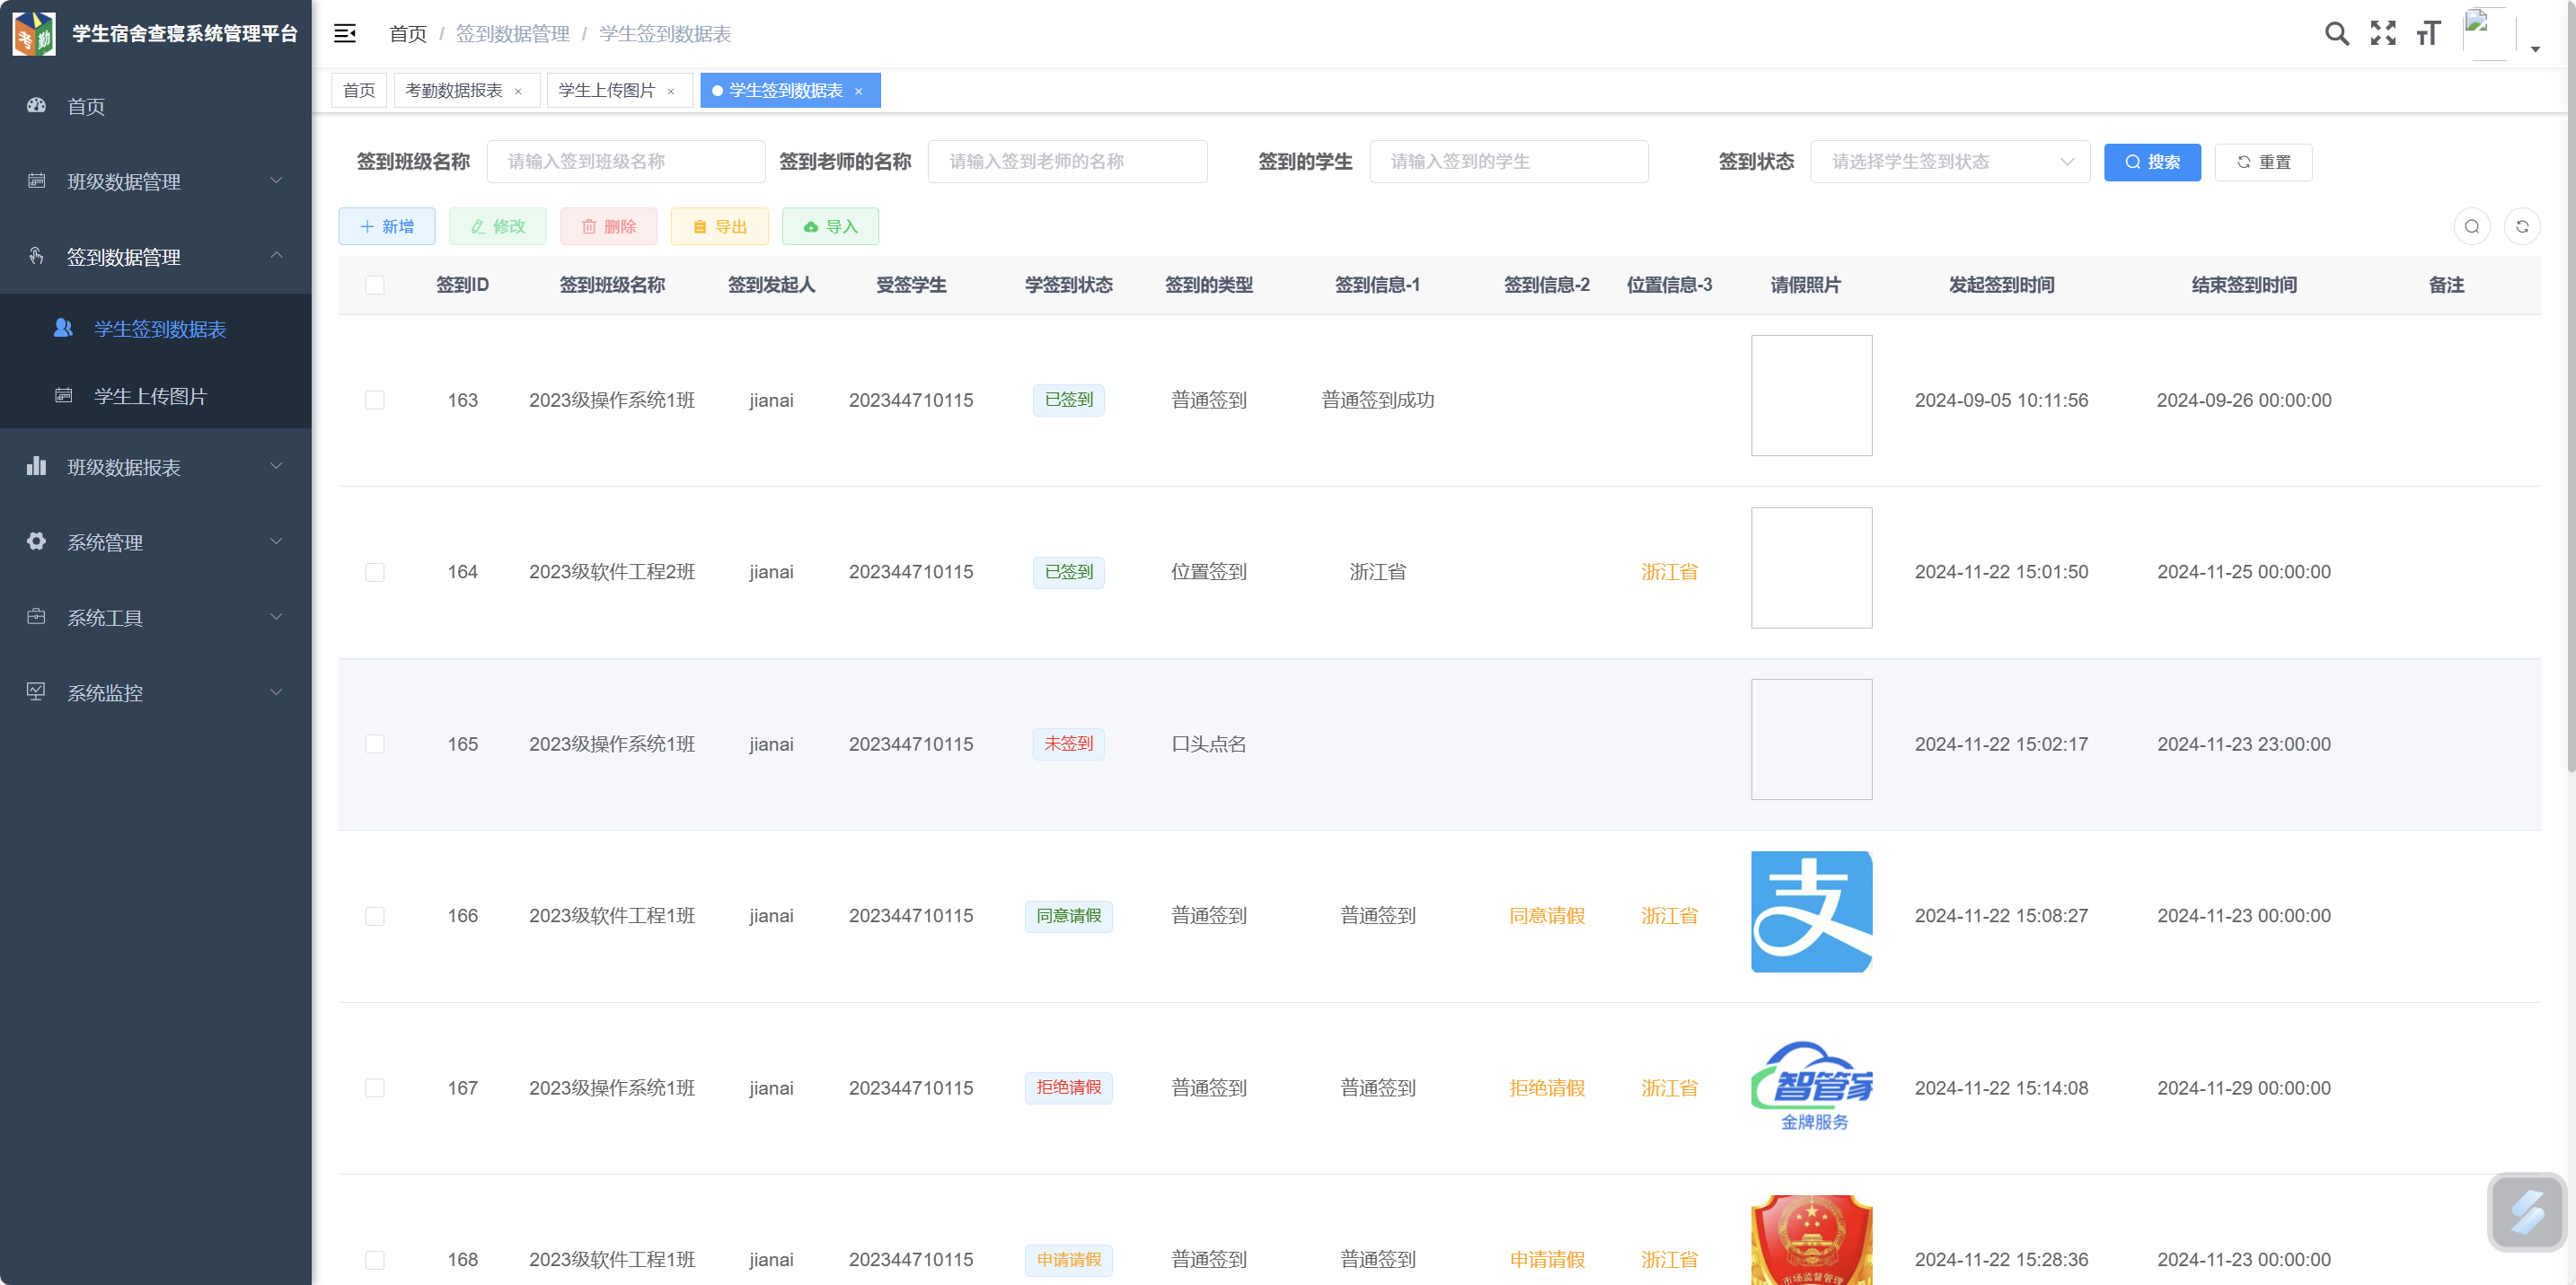 学生宿舍查寝系统管理平台
首页
班级数据管理
签到数据管理
学生签到数据表
学生上传图片
班级数据报表
系统管理
系统工具
系统监控
首页 / 签到数据管理 / 学生签到数据表
首页 考勤数据报表 × 学生上传图片 × 学生签到数据表 ×
签到班级名称 请输入签到班级名称 签到老师的名称 请输入签到老师的名称 签到的学生 请输入签到的学生 签到状态 请选择学生签到状态 搜索 重置
新增 修改 删除 导出 导入
签到ID 签到班级名称 签到发起人 受签学生 学签到状态 签到的类型 签到信息-1 签到信息-2 位置信息-3 请假照片 发起签到时间 结束签到时间 备注
163 2023级操作系统1班 jianai 202344710115 已签到 普通签到 普通签到成功 2024-09-05 10:11:56 2024-09-26 00:00:00
164 2023级软件工程2班 jianai 202344710115 已签到 位置签到 浙江省 浙江省 2024-11-22 15:01:50 2024-11-25 00:00:00
165 2023级操作系统1班 jianai 202344710115 未签到 口头点名 2024-11-22 15:02:17 2024-11-23 23:00:00
166 2023级软件工程1班 jianai 202344710115 同意请假 普通签到 普通签到 同意请假 浙江省 支 2024-11-22 15:08:27 2024-11-23 00:00:00
167 2023级操作系统1班 jianai 202344710115 拒绝请假 普通签到 普通签到 拒绝请假 浙江省 智管家 金牌服务 2024-11-22 15:14:08 2024-11-29 00:00:00
168 2023级软件工程1班 jianai 202344710115 申请请假 普通签到 普通签到 申请请假 浙江省 市场监督管理 2024-11-22 15:28:36 2024-11-23 00:00:00